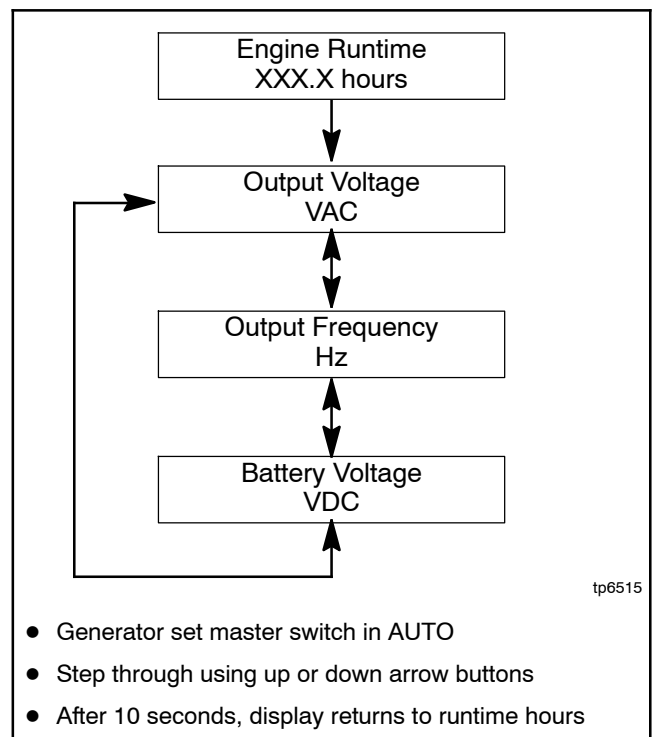 Engine Runtime
XXX.X hours
Output Voltage
VAC
Output Frequency
Hz
Battery Voltage
VDC
tp6515
● Generator set master switch in AUTO
● Step through using up or down arrow buttons
● After 10 seconds, display returns to runtime hours